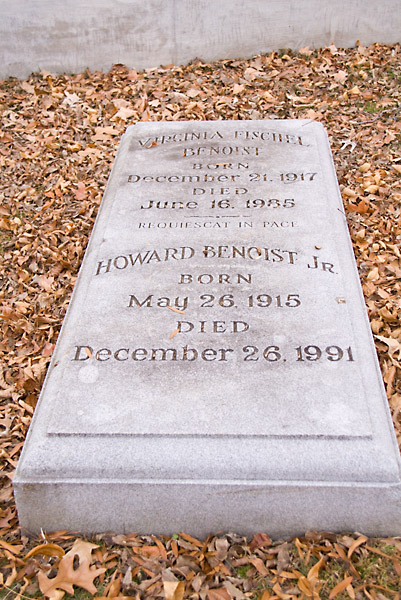 VIRGINIA FISCHEL
BENOIST
BORN
DECEMBER 21, 1917
DIED
JUNE 16, 1985
REQUIESCAT IN PACE
HOWARD BENOIST JR.
BORN
MAY 26 1915
DIED
DECEMBER 26, 1991